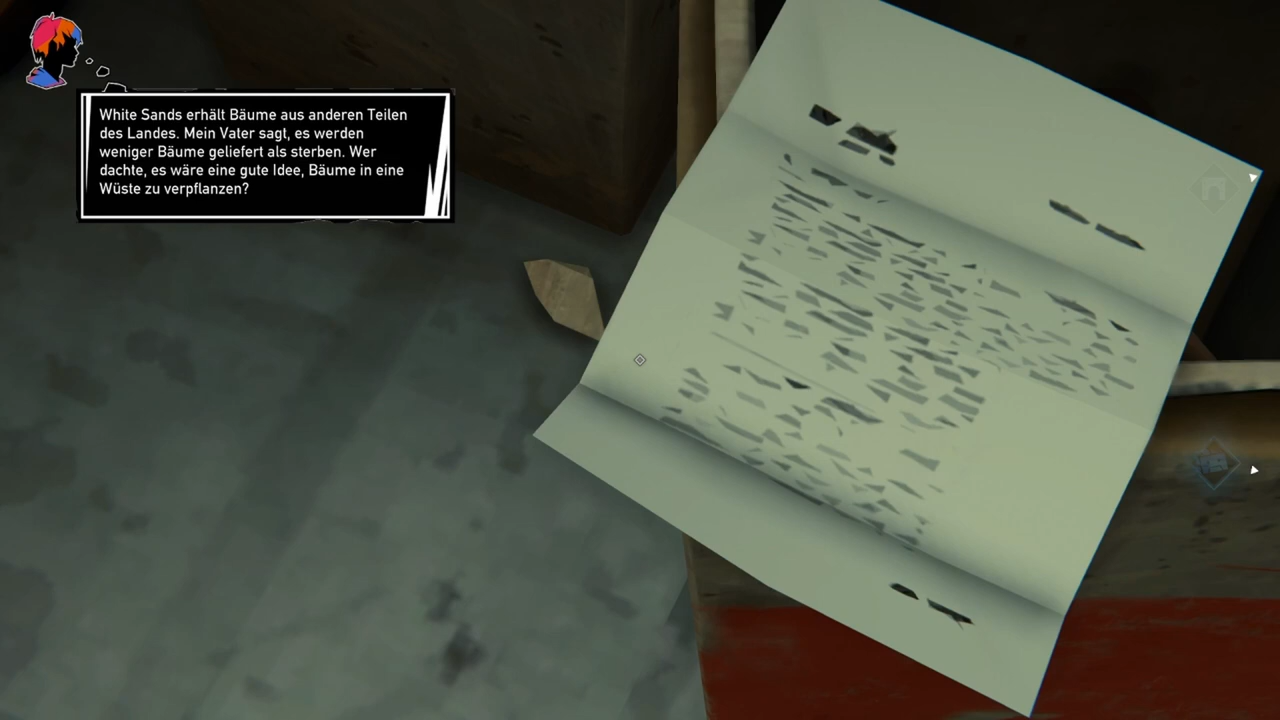 White Sands erhält Bäume aus anderen Teilen
des Landes. Mein Vater sagt, es werden
weniger Bäume geliefert als sterben. Wer
dachte, es wäre eine gute Idee, Bäume in eine
Wüste zu verpflanzen?